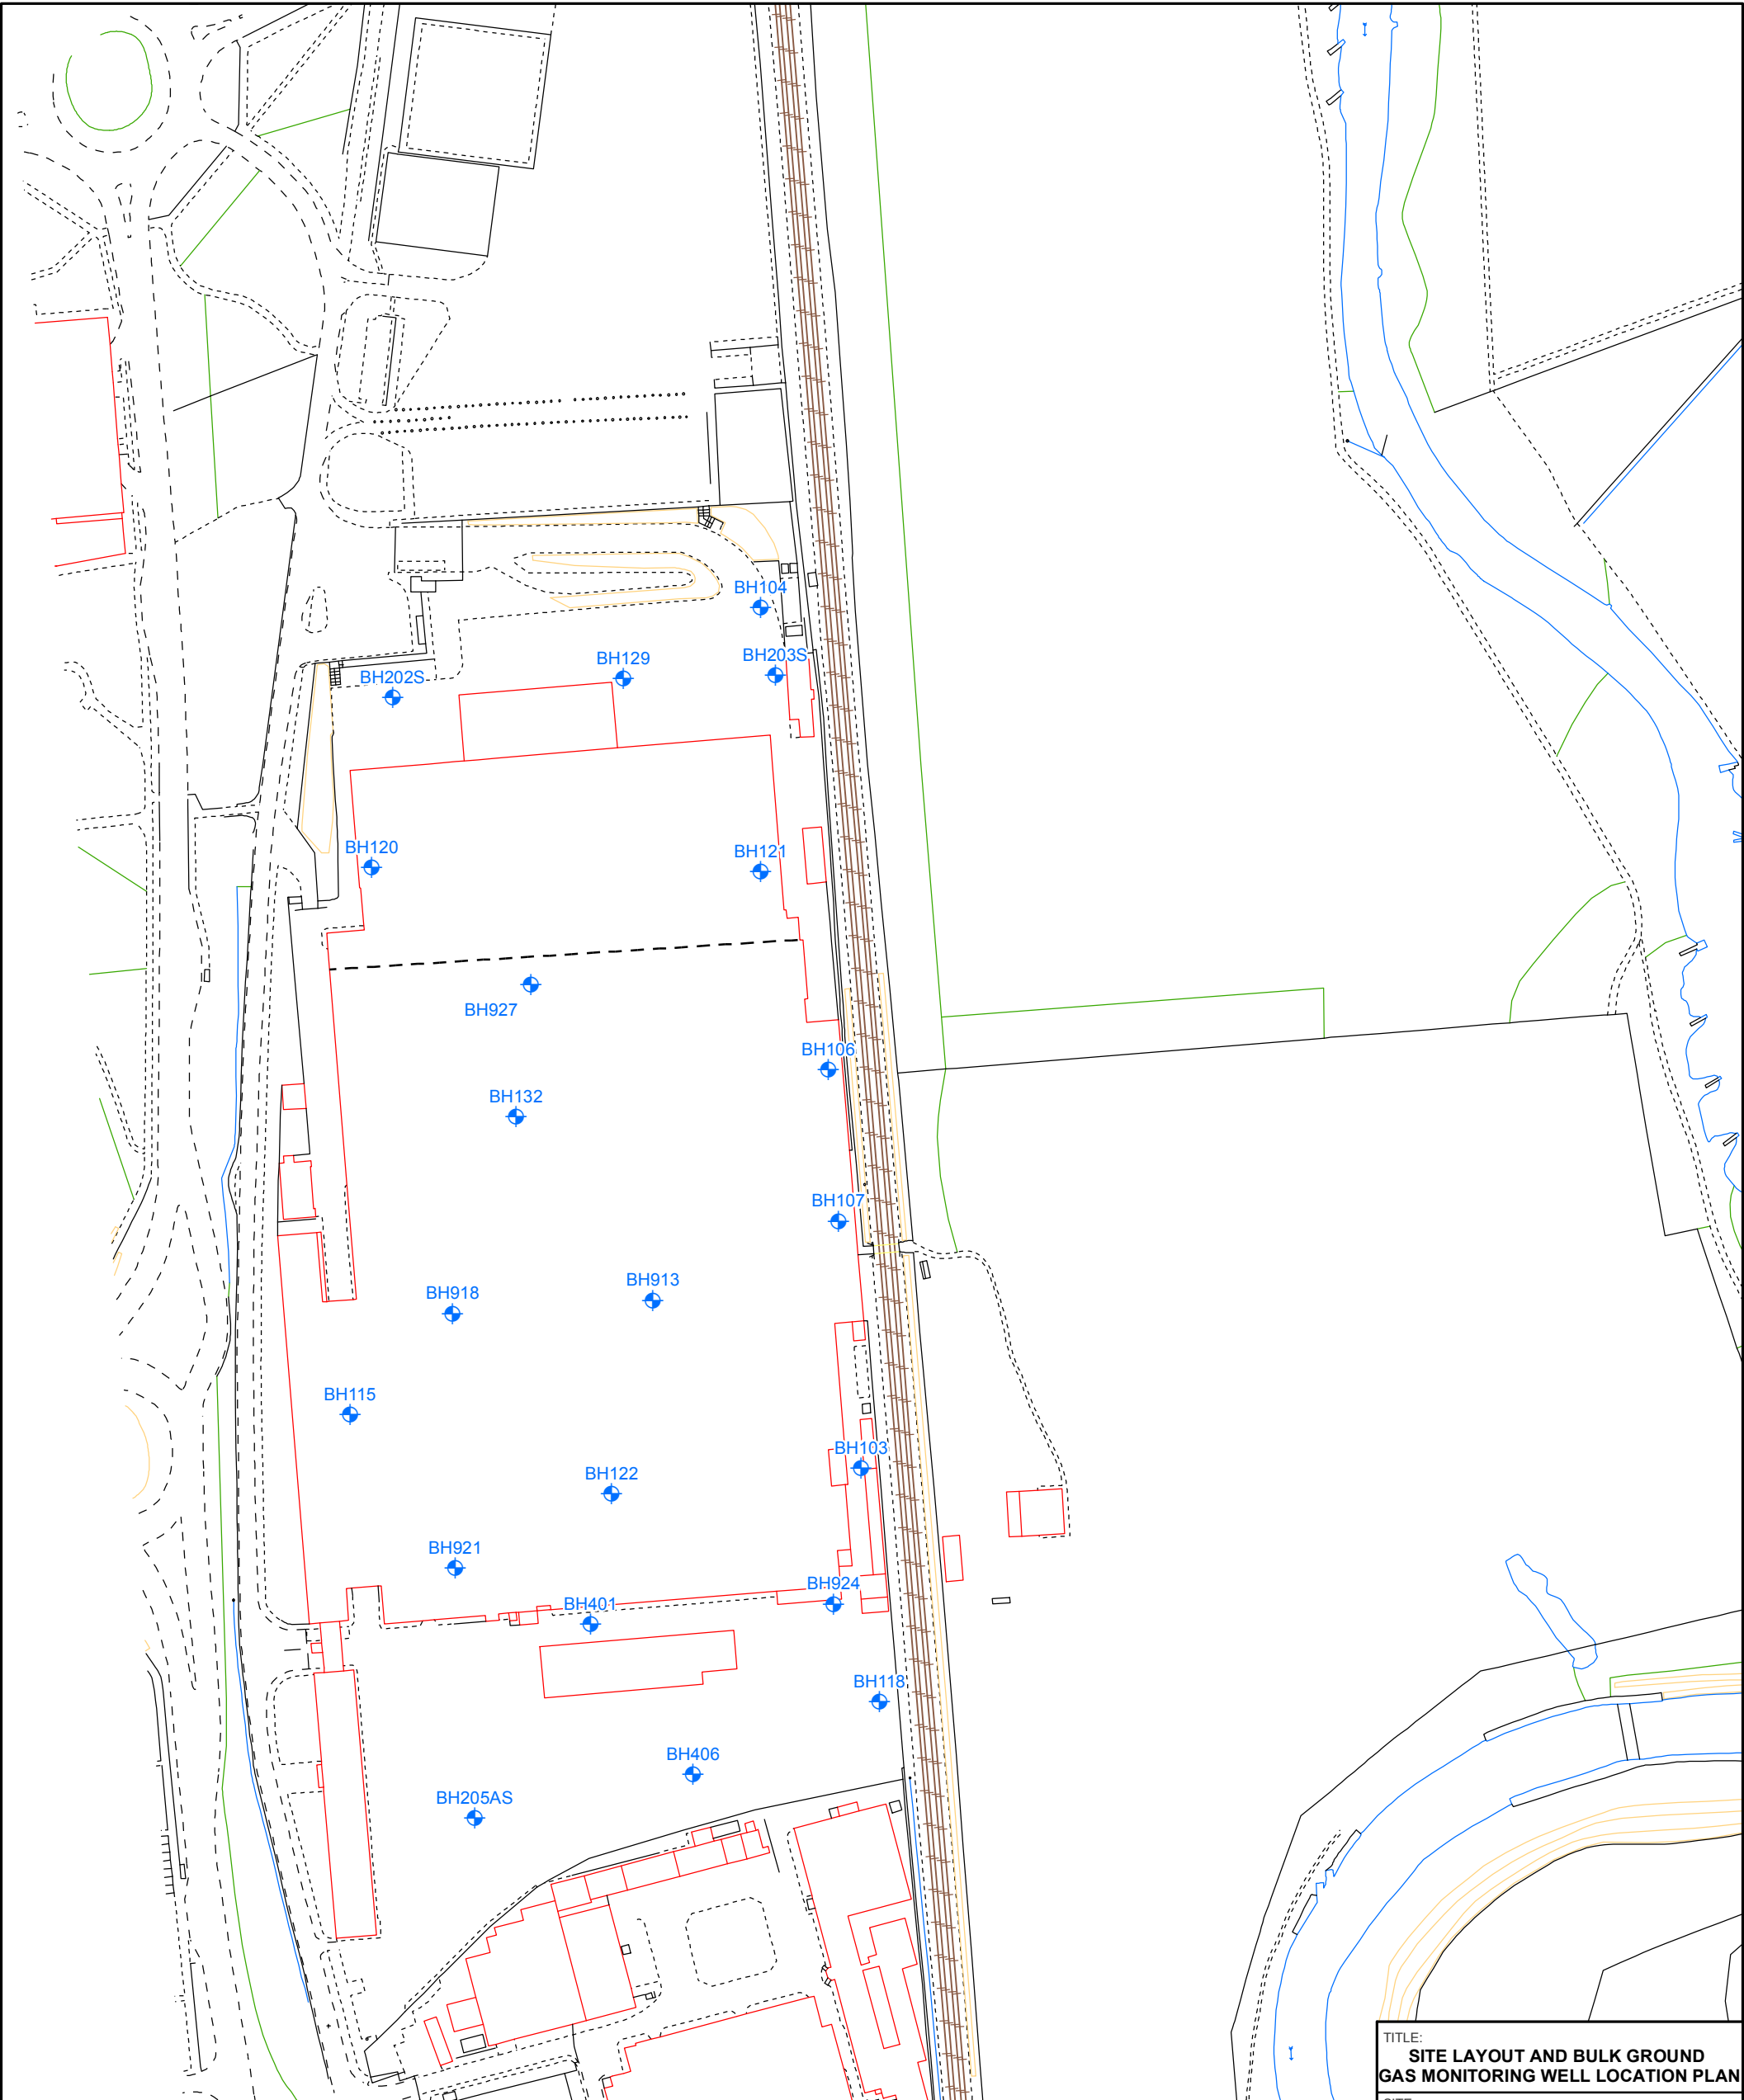 BH104
BH129
BH203S
BH202S
BH120
BH121
BH927
BH106
BH132
BH107
BH918
BH913
BH115
BH103
BH122
BH921
BH924
BH401
BH118
BH406
BH205AS
TITLE:
SITE LAYOUT AND BULK GROUND
GAS MONITORING WELL LOCATION PLAN